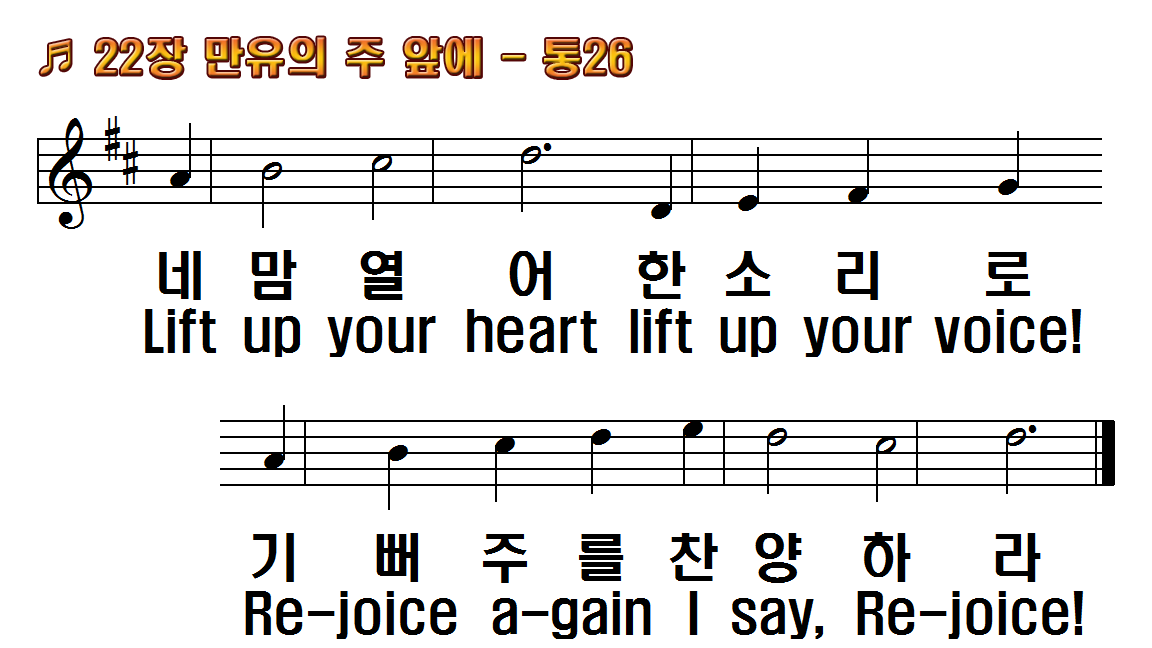 22장 만유의 주 앞에 - 통26
네 맘 열 어 한 소 리 로
Lift up your heart lift up your voice!
기 뻐 주 를 찬 양 하 라
Re-joice a-gain I say, Re-joice!